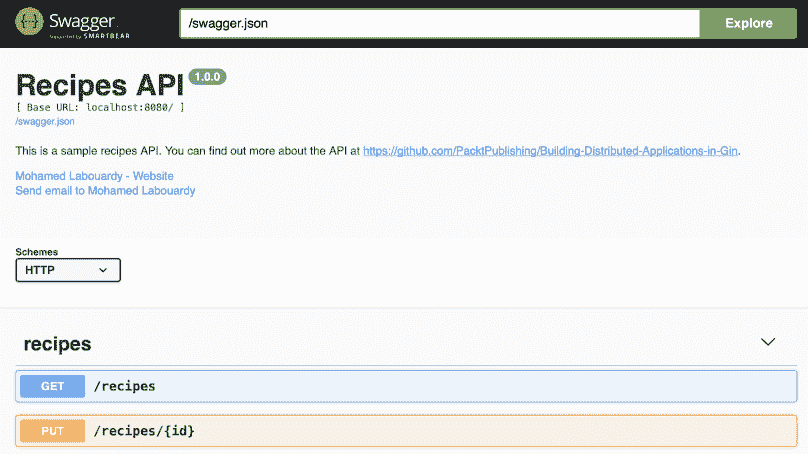 Swagger.
Supported by SMARTBEAR
/swagger.json
Explore
Recipes API 1.0.0
[ Base URL: localhost:8080/ ]
/swagger.json
This is a sample recipes API. You can find out more about the API at https://github.com/PacktPublishing/Building-Distributed-Applications-in-Gin.
Mohamed Labouardy - Website
Send email to Mohamed Labouardy
Schemes
HTTP
recipes
GET /recipes
PUT /recipes/{id}